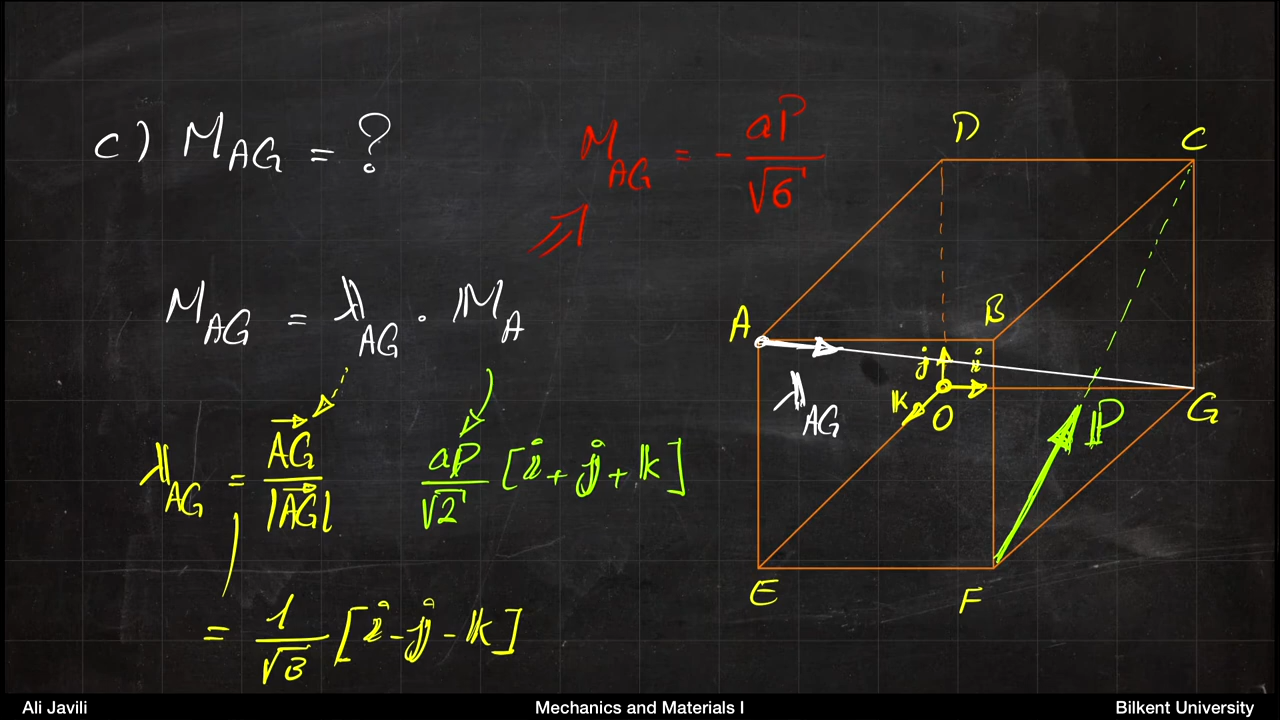 c) M_AG = ?
M_AG = - aP/√6
M_AG = λ_AG · M_A
λ_AG = AG/|AG|
aP/√2 [i + j + k]
= 1/√3 [i - j - k]
D
C
A
B
λ_AG
j
i
k
O
G
P
E
F
Ali Javili
Mechanics and Materials I
Bilkent University